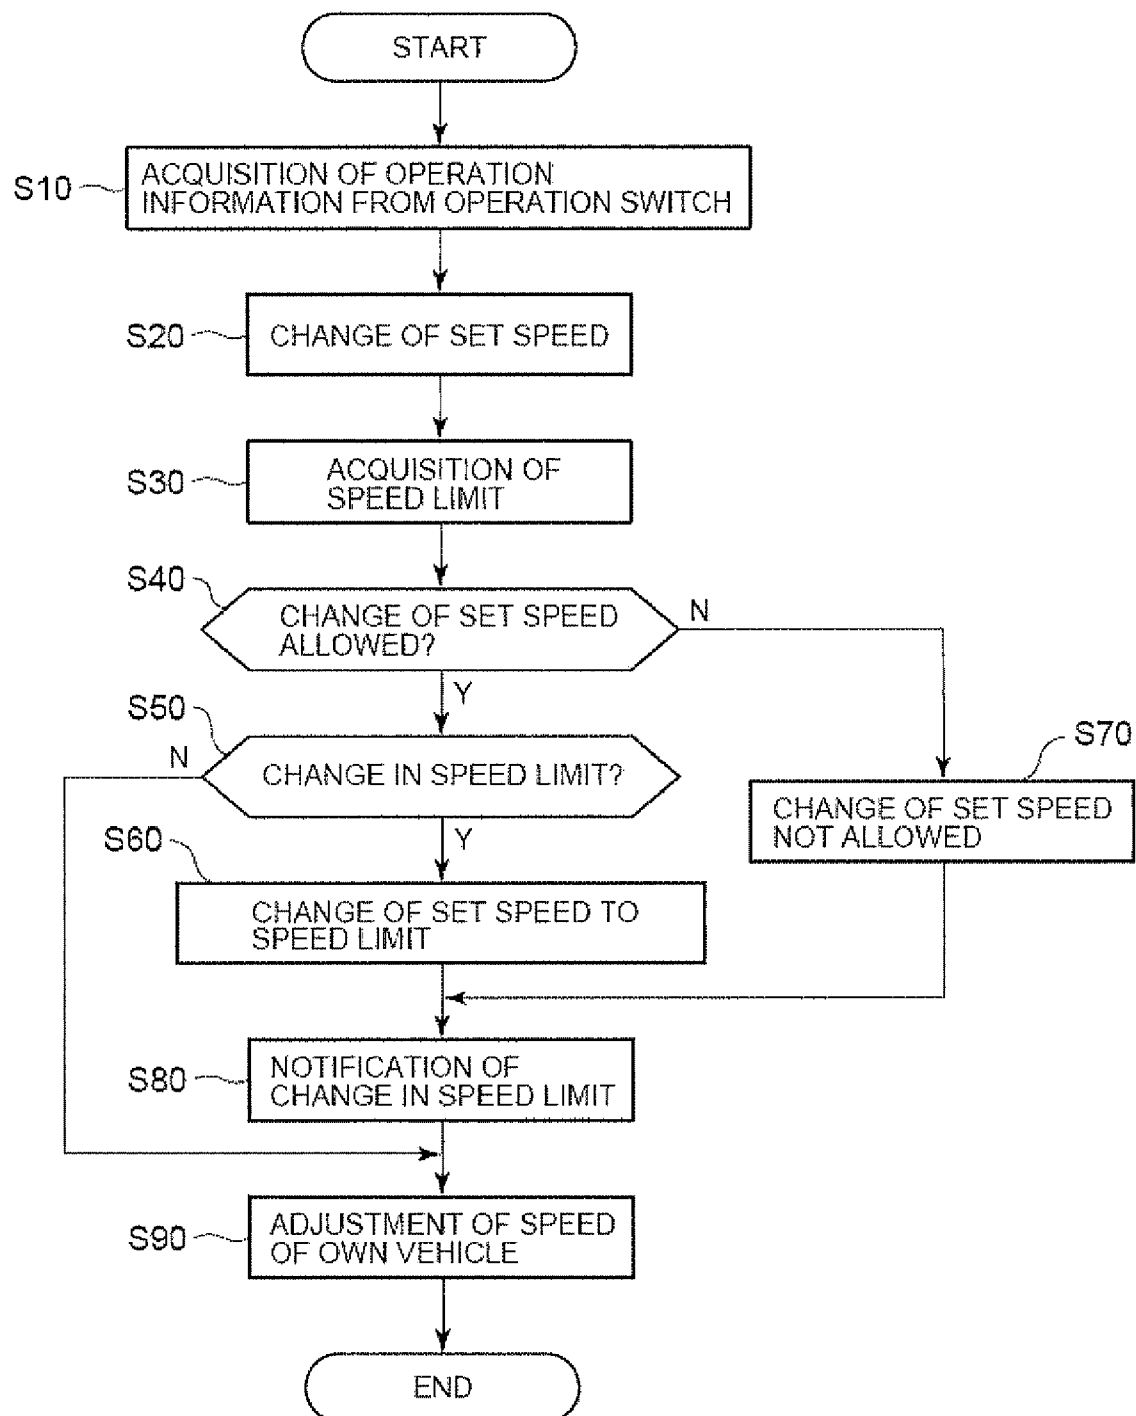 START
S10
ACQUISITION OF OPERATION
INFORMATION FROM OPERATION SWITCH
S20
CHANGE OF SET SPEED
S30
ACQUISITION OF
SPEED LIMIT
S40
CHANGE OF SET SPEED
ALLOWED?
N
Y
S50
N
CHANGE IN SPEED LIMIT?
S70
CHANGE OF SET SPEED
NOT ALLOWED
Y
S60
CHANGE OF SET SPEED TO
SPEED LIMIT
S80
NOTIFICATION OF
CHANGE IN SPEED LIMIT
S90
ADJUSTMENT OF SPEED
OF OWN VEHICLE
END